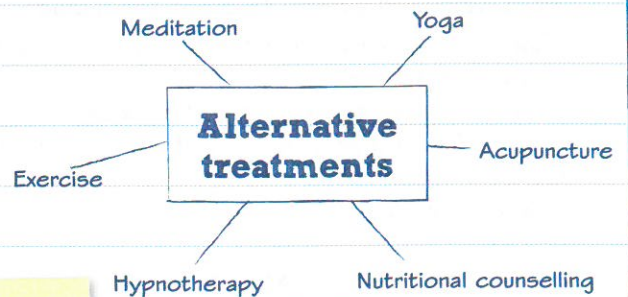 Meditation
Yoga
Alternative
treatments
Exercise
Acupuncture
Hypnotherapy
Nutritional counselling